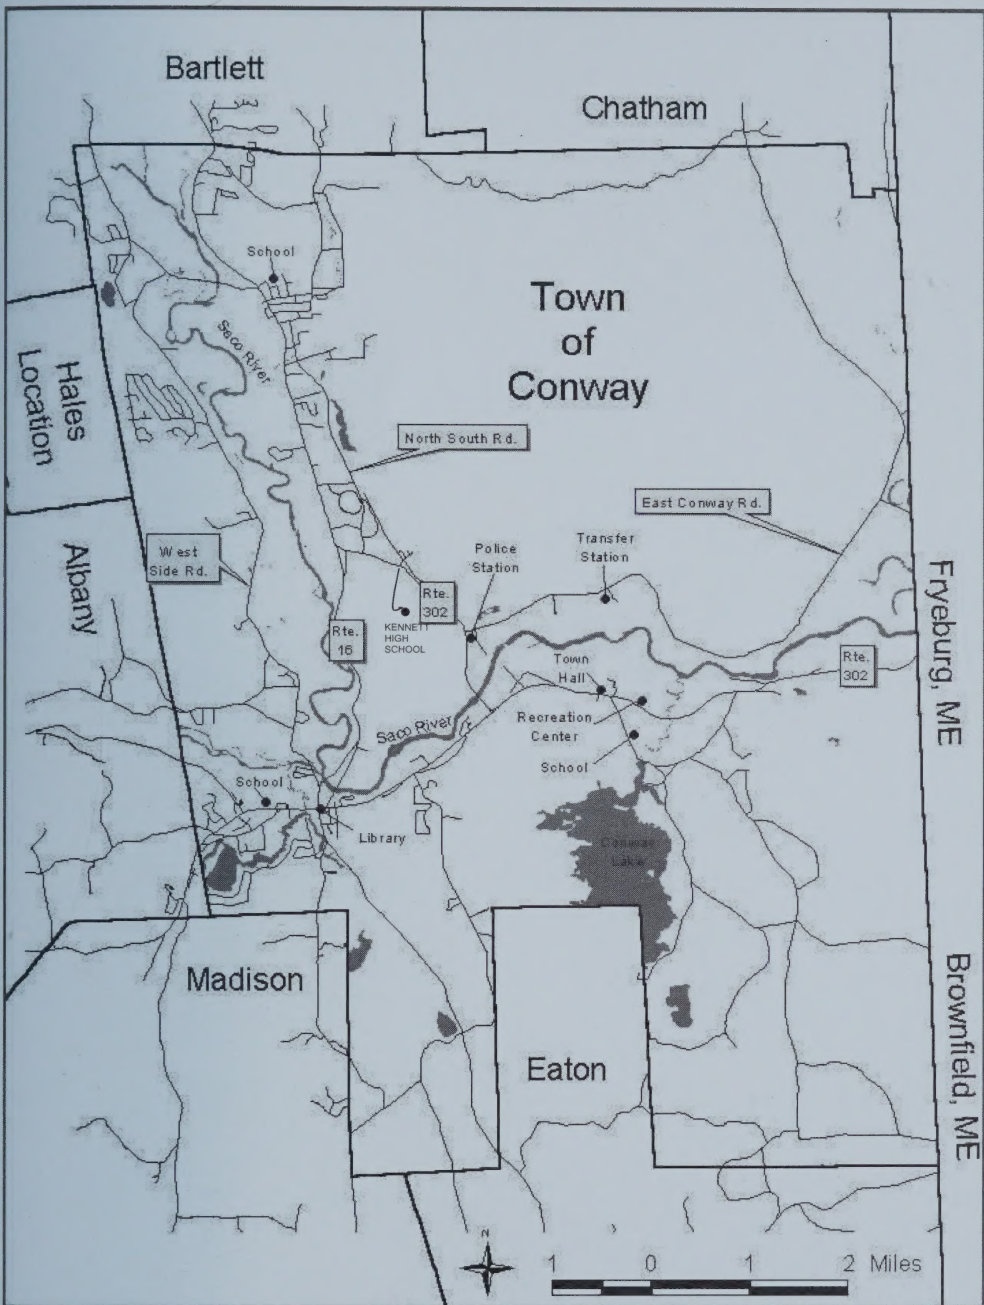 Bartlett
Chatham
School
Town
of
Conway
Saco River
Hales
Location
North South Rd.
East Conway Rd.
West
Side Rd.
Albany
Police
Station
Transfer
Station
Rte.
302
KENNETT
HIGH
SCHOOL
Rte.
16
Fryeburg, ME
Town
Hall
Rte.
302
Recreation
Center
Saco River
School
School
Library
Conway
Lake
Madison
Eaton
Brownfield, ME
N
1 0 1 2 Miles